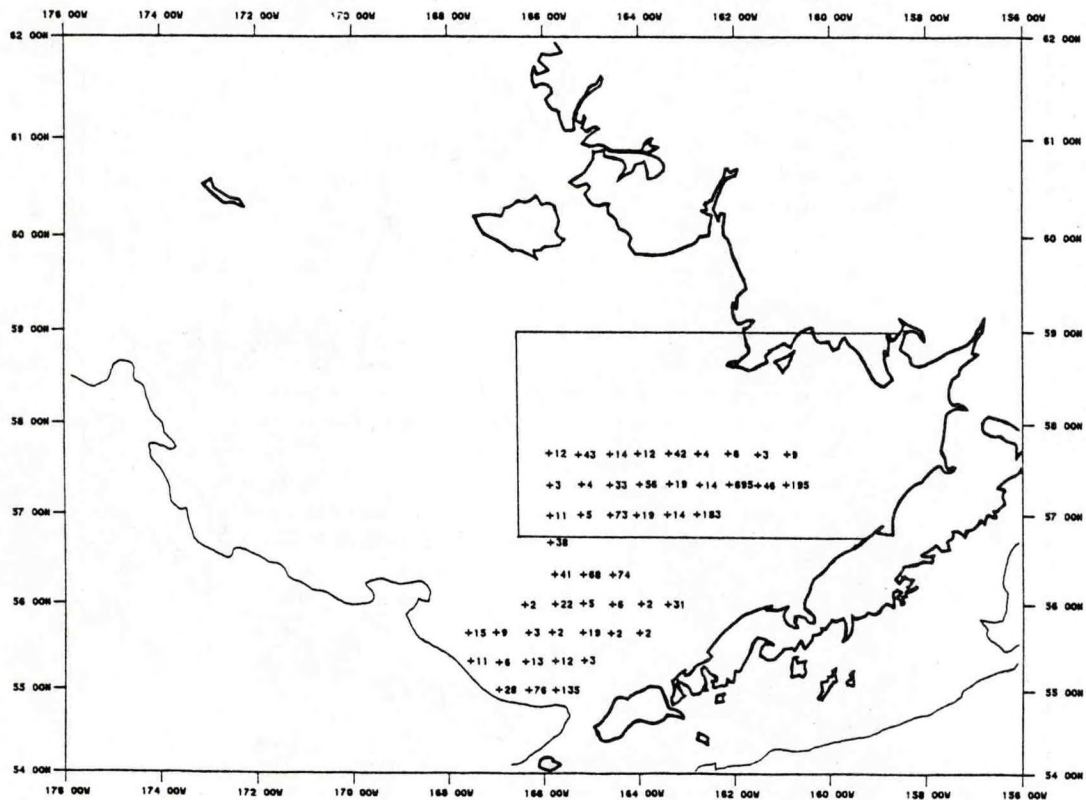 176 00W 174 00W 172 00W 170 00W 168 00W 166 00W 164 00W 162 00W 160 00W 158 00W 156 00W
62 00N 62 00N
61 00N 61 00N
60 00N 60 00N
59 00N 59 00N
58 00N 58 00N
+12 +43 +14 +12 +42 +4 +6 +3 +9
+3 +4 +33 +56 +19 +14 +695 +46 +195
57 00N +11 +5 +73 +19 +14 +183 57 00N
+38
+41 +68 +74
56 00N +2 +22 +5 +6 +2 +31 56 00N
+15 +9 +3 +2 +19 +2 +2
+11 +6 +13 +12 +3
55 00N +28 +76 +135 55 00N
54 00N 54 00N
176 00W 174 00W 172 00W 170 00W 168 00W 166 00W 164 00W 162 00W 160 00W 158 00W 156 00W